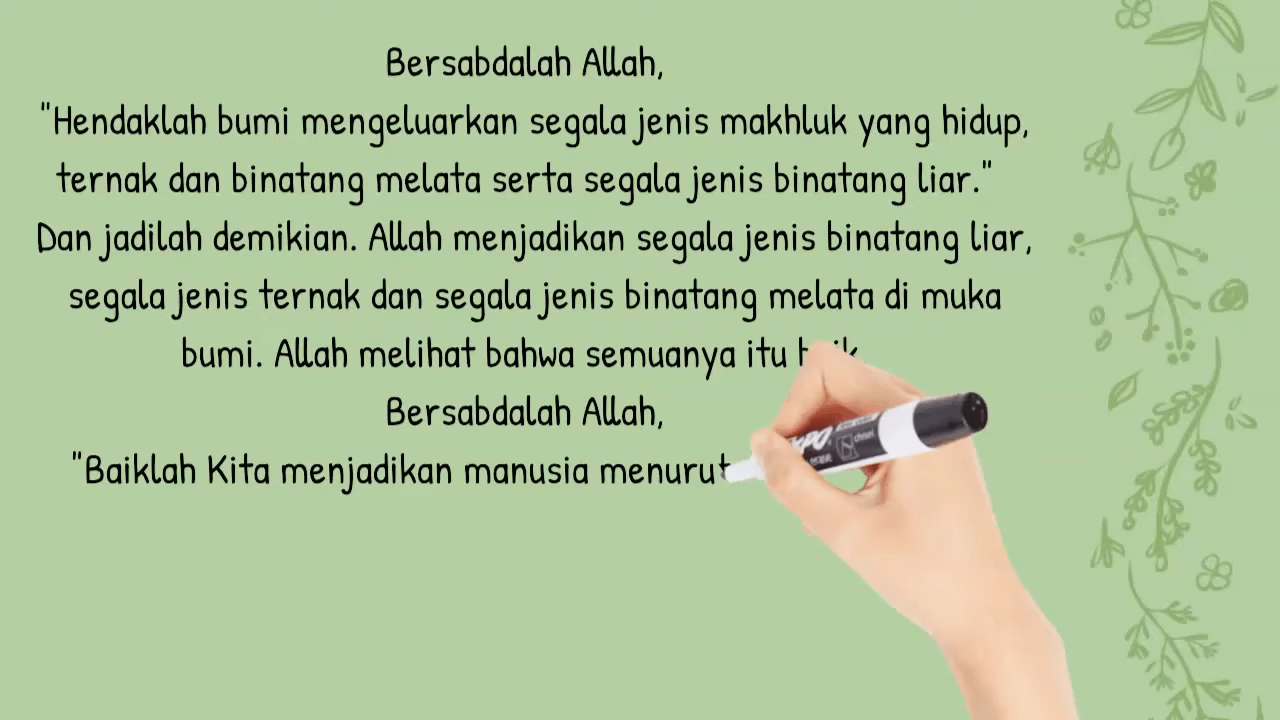 Bersabdalah Allah,
"Hendaklah bumi mengeluarkan segala jenis makhluk yang hidup,
ternak dan binatang melata serta segala jenis binatang liar."
Dan jadilah demikian. Allah menjadikan segala jenis binatang liar,
segala jenis ternak dan segala jenis binatang melata di muka
bumi. Allah melihat bahwa semuanya itu
Bersabdalah Allah,
"Baiklah Kita menjadikan manusia menurut